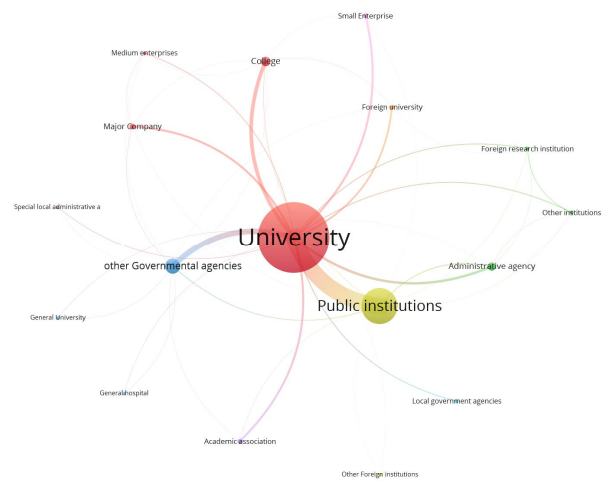 Small Enterprise
Medium enterprises
College
Foreign university
Major Company
Foreign research institution
Special local administrative a
Other institutions
University
other Governmental agencies
Administrative agency
Public institutions
General University
General hospital
Local government agencies
Academic association
Other Foreign institutions